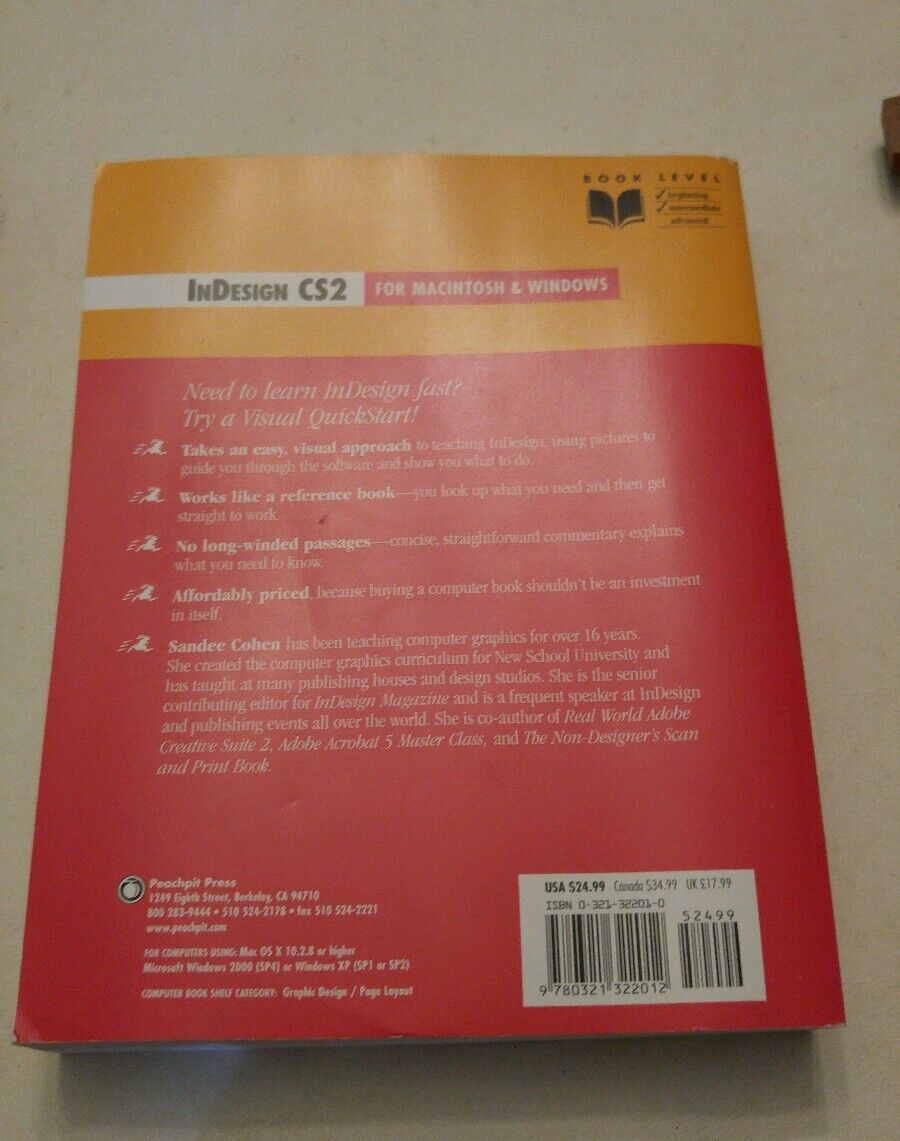 BOOK LEVEL
✓ beginning
✓ intermediate
advanced
INDESIGN CS2 FOR MACINTOSH & WINDOWS
Need to learn InDesign fast?
Try a Visual QuickStart!
Takes an easy, visual approach to teaching InDesign, using pictures to
guide you through the software and show you what to do.
Works like a reference book—you look up what you need and then get
straight to work.
No long-winded passages—concise, straightforward commentary explains
what you need to know.
Affordably priced, because buying a computer book shouldn't be an investment
in itself.
Sandee Cohen has been teaching computer graphics for over 16 years.
She created the computer graphics curriculum for New School University and
has taught at many publishing houses and design studios. She is the senior
contributing editor for InDesign Magazine and is a frequent speaker at InDesign
and publishing events all over the world. She is co-author of Real World Adobe
Creative Suite 2, Adobe Acrobat 5 Master Class, and The Non-Designer's Scan
and Print Book.
Peachpit Press
1249 Eighth Street, Berkeley, CA 94710
800 283-9444 • 510 524-2178 • fax 510 524-2221
www.peachpit.com
FOR COMPUTERS USING: Mac OS X 10.2.8 or higher
Microsoft Windows 2000 (SP4) or Windows XP (SP1 or SP2)
COMPUTER BOOK SHELF CATEGORY: Graphic Design / Page Layout
USA $24.99 Canada $34.99 UK £17.99
ISBN 0-321-32201-0
52499
9 780321 322012